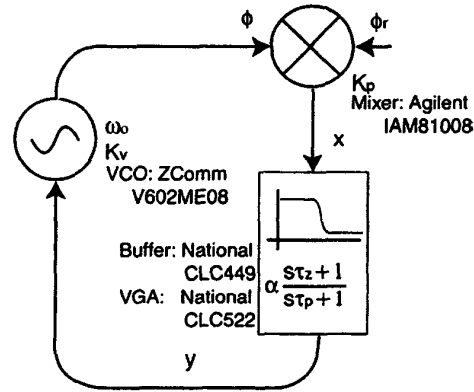 ϕ
ϕr
Kp
Mixer: Agilent
IAM81008
x
ωo
Kv
VCO: ZComm
V602ME08
Buffer: National
CLC449
VGA: National
CLC522
α sτz+1
sτp+1
y